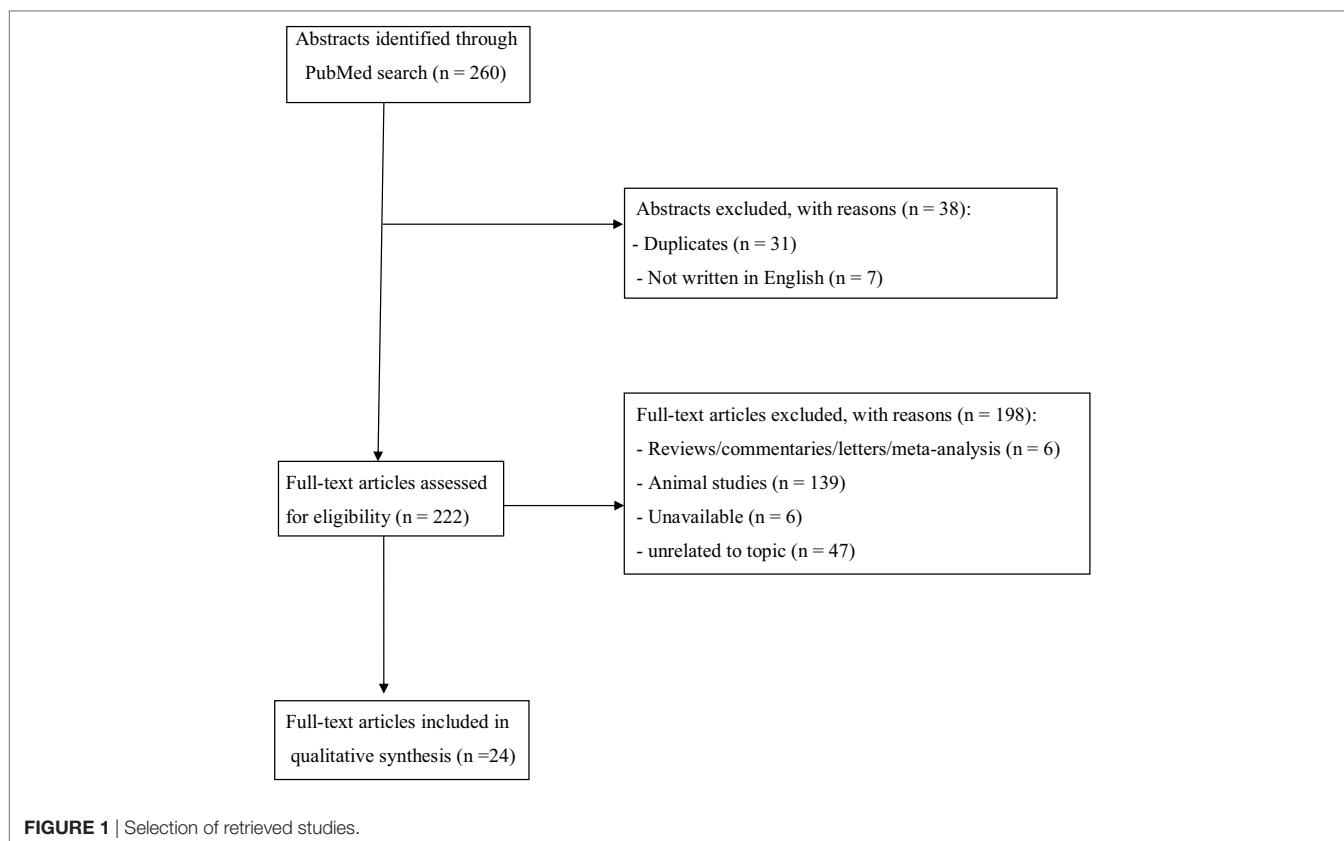 Abstracts identified through
PubMed search (n = 260)
Abstracts excluded, with reasons (n = 38):
- Duplicates (n = 31)
- Not written in English (n = 7)
Full-text articles assessed
for eligibility (n = 222)
Full-text articles excluded, with reasons (n = 198):
- Reviews/commentaries/letters/meta-analysis (n = 6)
- Animal studies (n = 139)
- Unavailable (n = 6)
- unrelated to topic (n = 47)
Full-text articles included in
qualitative synthesis (n =24)
FIGURE 1 | Selection of retrieved studies.